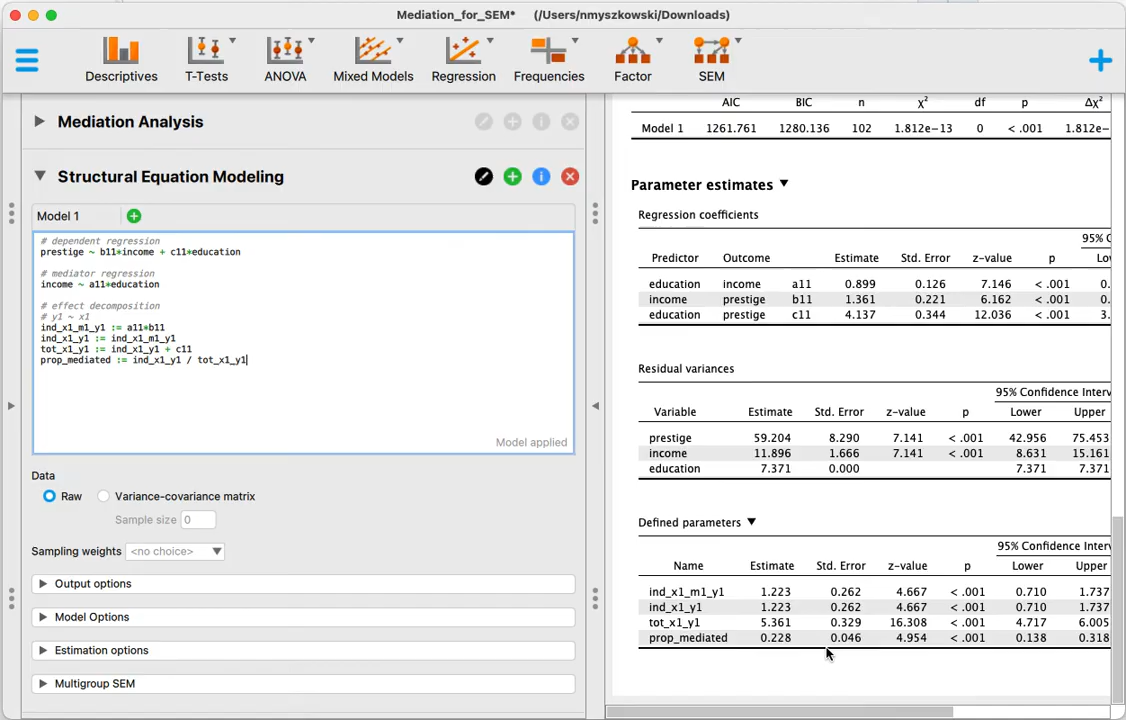 Mediation_for_SEM* (/Users/nmyszkowski/Downloads)
Descriptives T-Tests ANOVA Mixed Models Regression Frequencies Factor SEM
Mediation Analysis
Structural Equation Modeling
Model 1
# dependent regression
prestige ~ b11*income + c11*education
# mediator regression
income ~ a11*education
# effect decomposition
# y1 ~ x1
ind_x1_m1_y1 := a11*b11
ind_x1_y1 := ind_x1_m1_y1
tot_x1_y1 := ind_x1_y1 + c11
prop_mediated := ind_x1_y1 / tot_x1_y1
Model applied
Data
Raw Variance-covariance matrix
Sample size 0
Sampling weights <no choice>
Output options
Model Options
Estimation options
Multigroup SEM
AIC BIC n χ² df p Δχ²
Model 1 1261.761 1280.136 102 1.812e−13 0 < .001 1.812e−
Parameter estimates
Regression coefficients
95% C
Predictor Outcome Estimate Std. Error z-value p Lo
education income a11 0.899 0.126 7.146 < .001 0.
income prestige b11 1.361 0.221 6.162 < .001 0.
education prestige c11 4.137 0.344 12.036 < .001 3.
Residual variances
95% Confidence Interv
Variable Estimate Std. Error z-value p Lower Upper
prestige 59.204 8.290 7.141 < .001 42.956 75.453
income 11.896 1.666 7.141 < .001 8.631 15.161
education 7.371 0.000 7.371 7.371
Defined parameters
95% Confidence Interv
Name Estimate Std. Error z-value p Lower Upper
ind_x1_m1_y1 1.223 0.262 4.667 < .001 0.710 1.737
ind_x1_y1 1.223 0.262 4.667 < .001 0.710 1.737
tot_x1_y1 5.361 0.329 16.308 < .001 4.717 6.005
prop_mediated 0.228 0.046 4.954 < .001 0.138 0.318